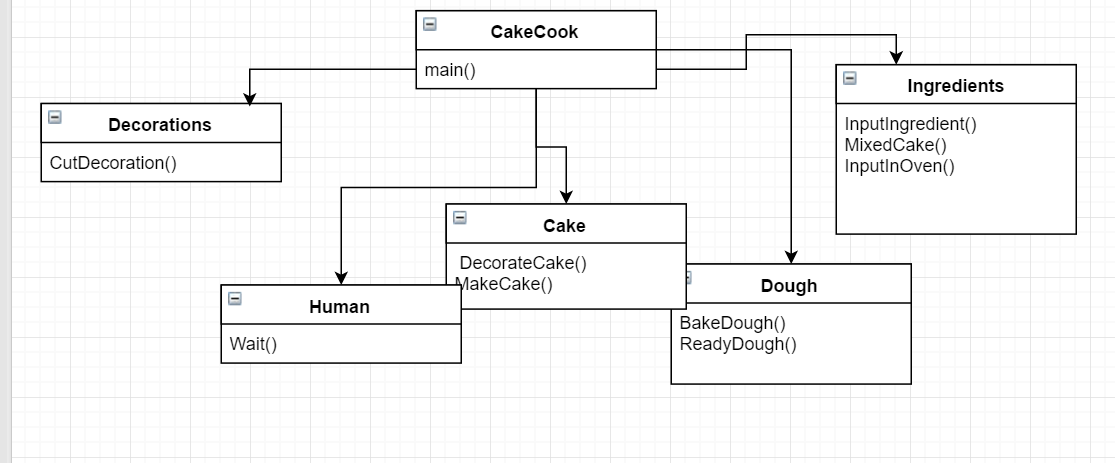 CakeCook
main()
Decorations
CutDecoration()
Ingredients
InputIngredient()
MixedCake()
InputInOven()
Cake
DecorateCake()
MakeCake()
Human
Wait()
Dough
BakeDough()
ReadyDough()